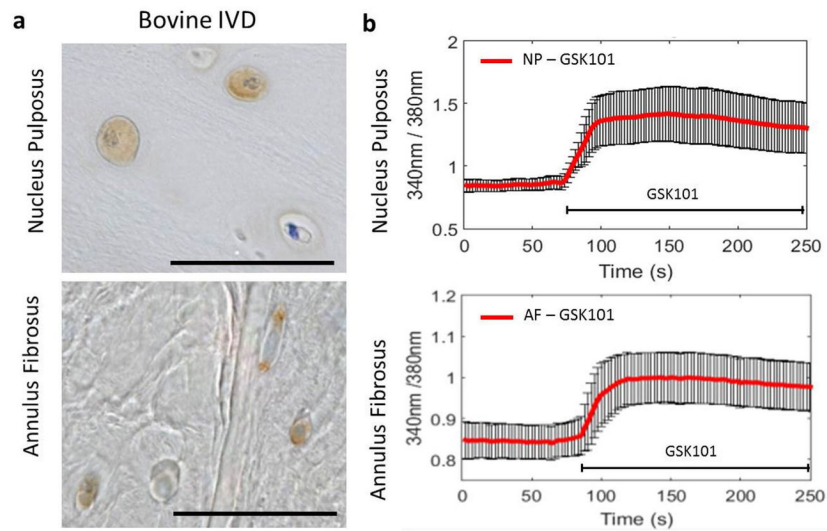 a
Bovine IVD
Nucleus Pulposus
Annulus Fibrosus
b
Nucleus Pulposus
340nm / 380nm
2
1.5
1
0.5
NP – GSK101
GSK101
0 50 100 150 200 250
Time (s)
Annulus Fibrosus
340nm /380nm
1.2
1.1
1
0.9
0.8
AF – GSK101
GSK101
0 50 100 150 200 250
Time (s)